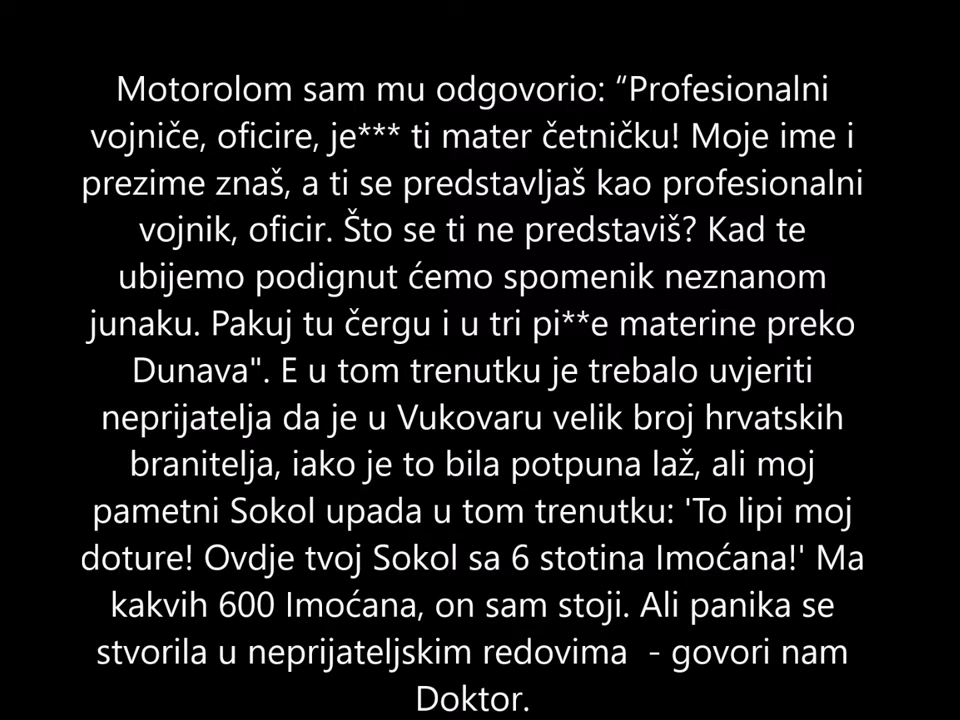 Motorolom sam mu odgovorio: “Profesionalni
vojniče, oficire, je*** ti mater četničku! Moje ime i
prezime znaš, a ti se predstavljaš kao profesionalni
vojnik, oficir. Što se ti ne predstaviš? Kad te
ubijemo podignut ćemo spomenik neznanom
junaku. Pakuj tu čergu i u tri pi**e materine preko
Dunava". E u tom trenutku je trebalo uvjeriti
neprijatelja da je u Vukovaru velik broj hrvatskih
branitelja, iako je to bila potpuna laž, ali moj
pametni Sokol upada u tom trenutku: 'To lipi moj
doture! Ovdje tvoj Sokol sa 6 stotina Imoćana!' Ma
kakvih 600 Imoćana, on sam stoji. Ali panika se
stvorila u neprijateljskim redovima  - govori nam
Doktor.